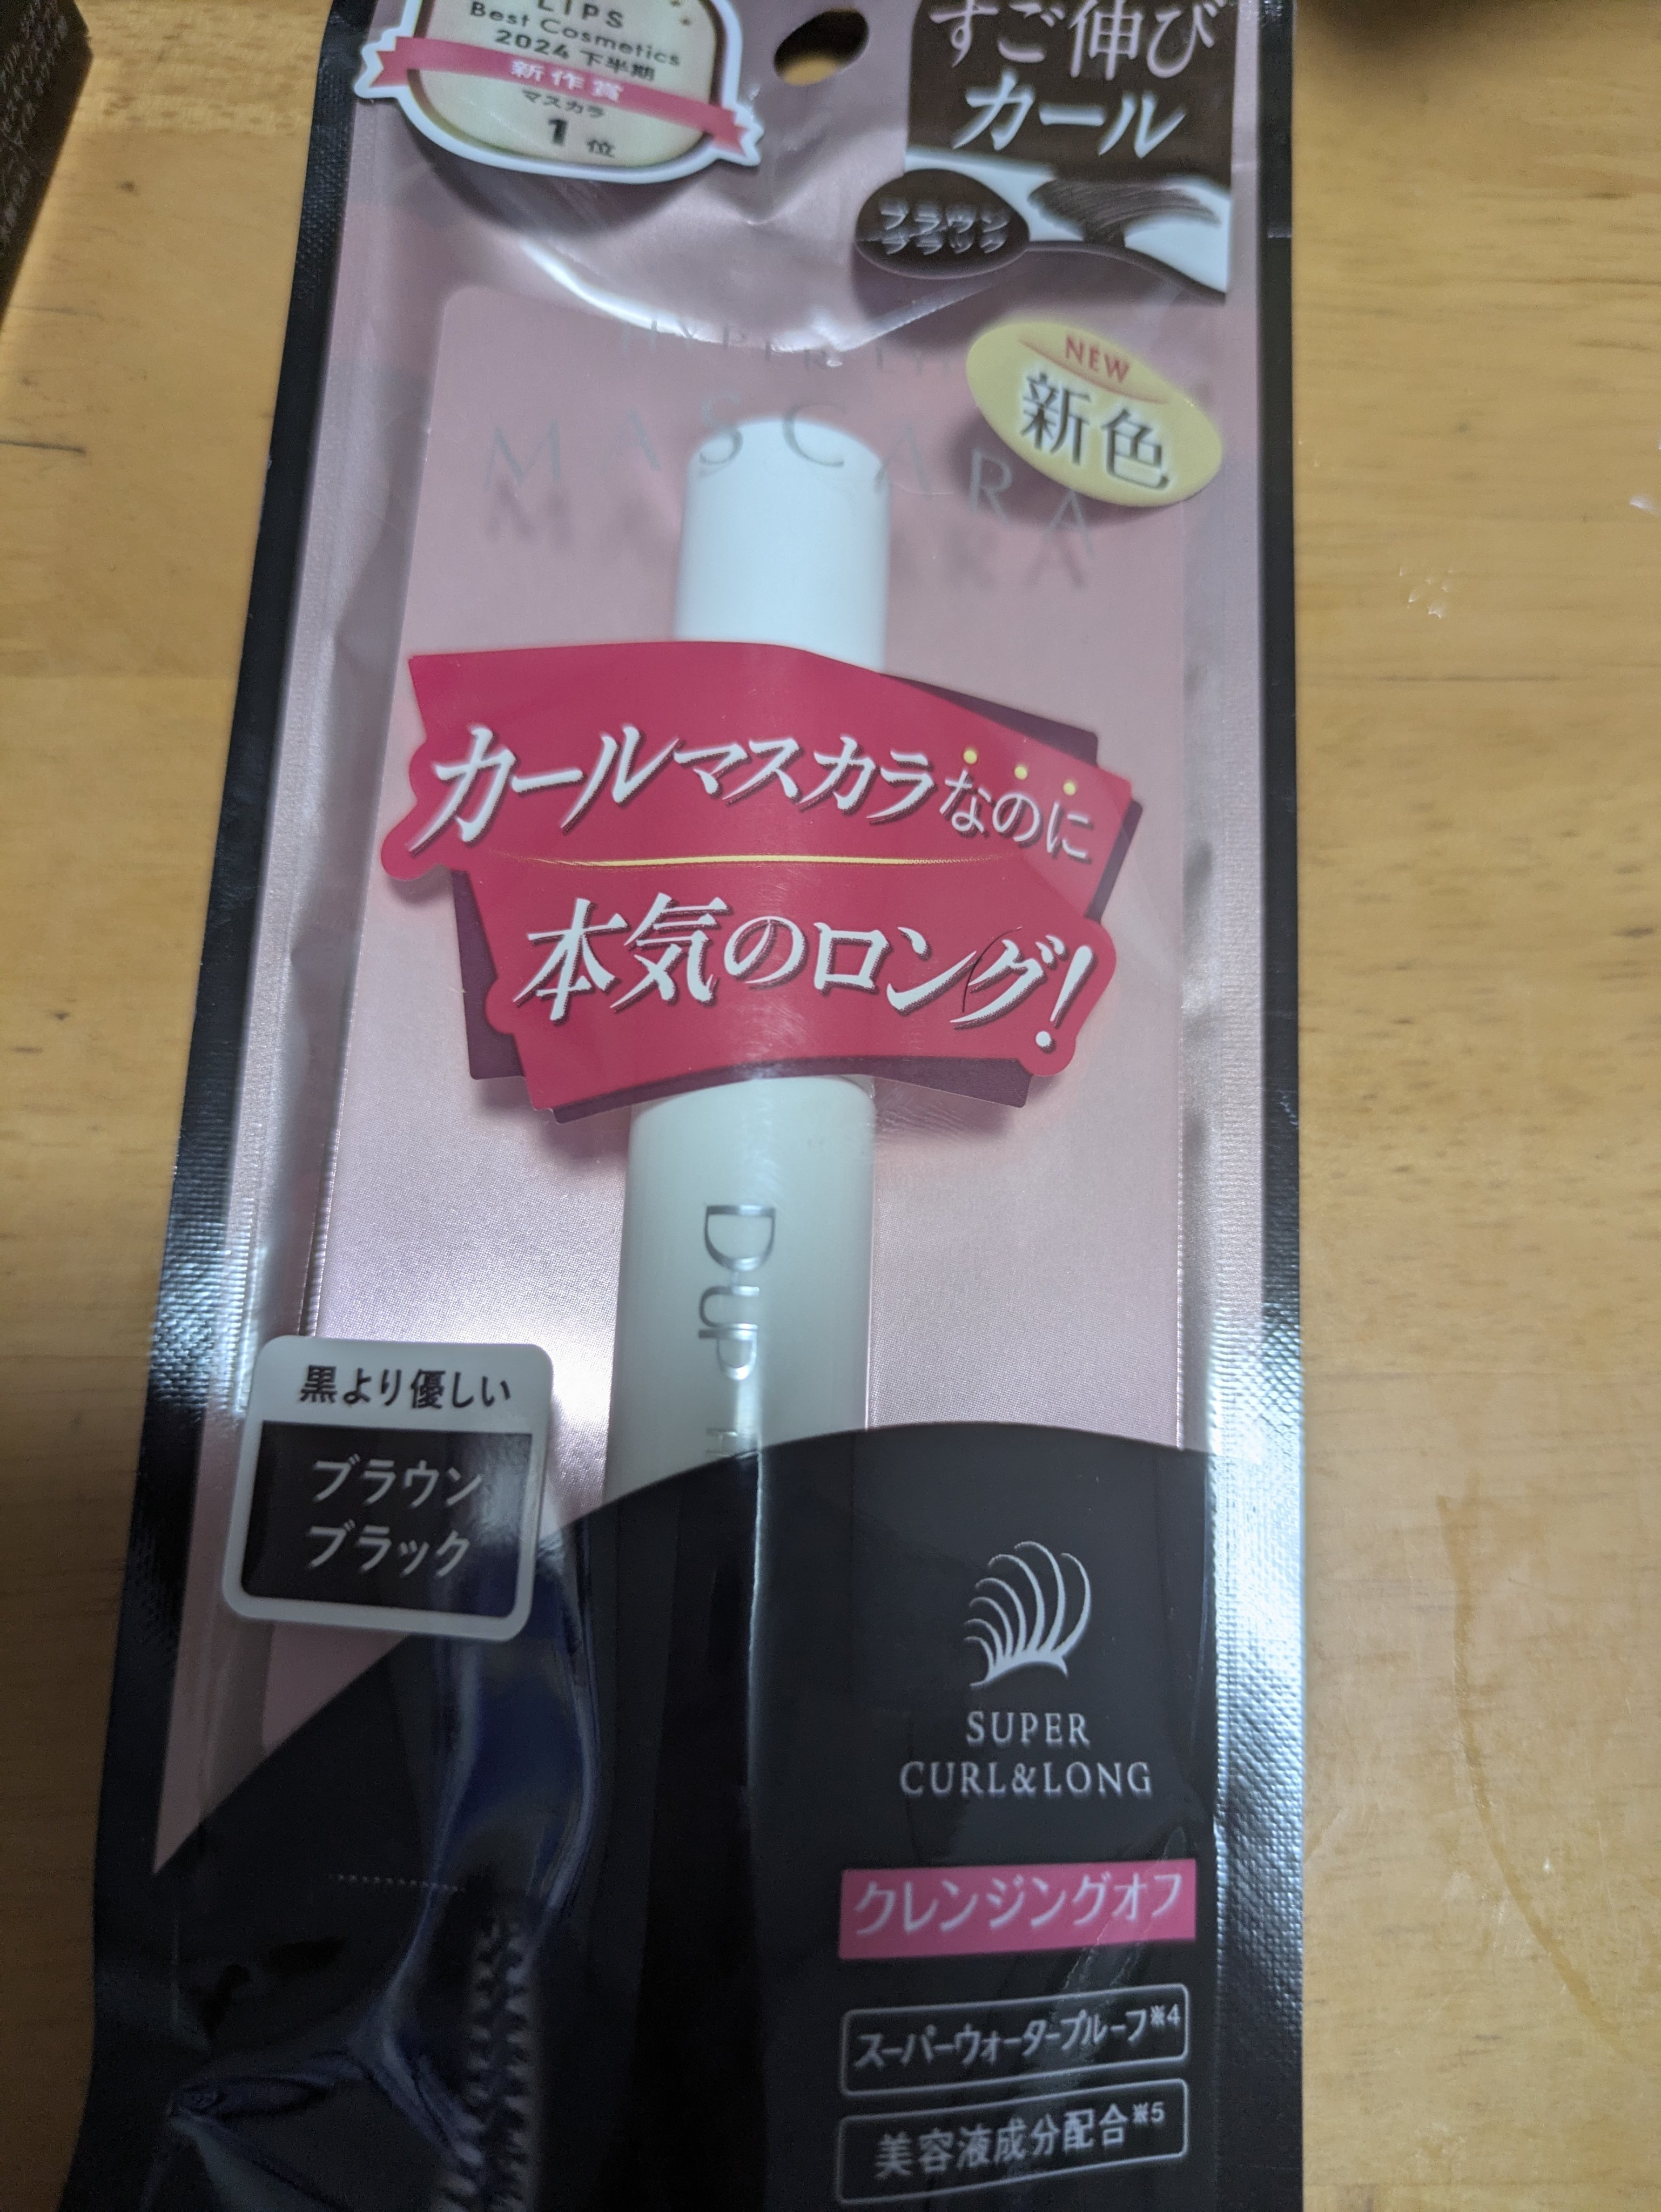 LIPS
Best Cosmetics
2024 下半期
新作賞
マスカラ
1位
すご伸び
カール
ブラウン
ブラック
NEW
新色
HYPER
MASCARA
カールマスカラなのに
本気のロング!
DUP
黒より優しい
ブラウン
ブラック
SUPER
CURL&LONG
クレンジングオフ
スーパーウォータープルーフ※4
美容液成分配合※5